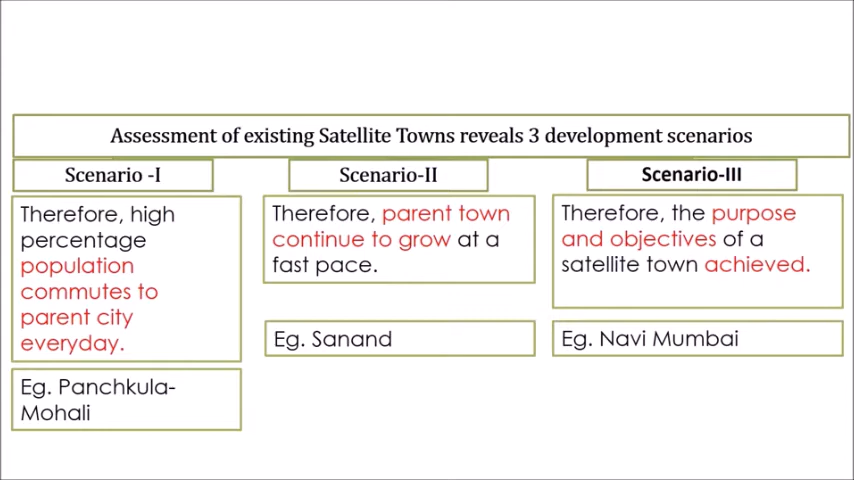 Assessment of existing Satellite Towns reveals 3 development scenarios
Scenario -I
Therefore, high
percentage
population
commutes to
parent city
everyday.
Eg. Panchkula-
Mohali
Scenario-II
Therefore, parent town
continue to grow at a
fast pace.
Eg. Sanand
Scenario-III
Therefore, the purpose
and objectives of a
satellite town achieved.
Eg. Navi Mumbai